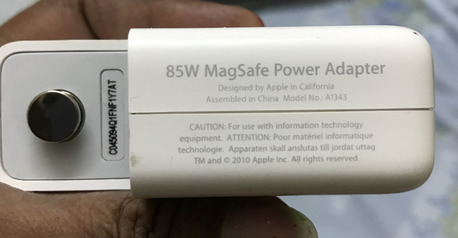 85W MagSafe Power Adapter
Designed by Apple in California
Assembled in China Model No.: A1343
CAUTION: For use with information technology
equipment. ATTENTION: Pour matériel informatique
technologie. Apparaten skall anslutas till jordat uttag
TM and © 2010 Apple Inc. All rights reserved
C045094Q1FNF1Y7AT